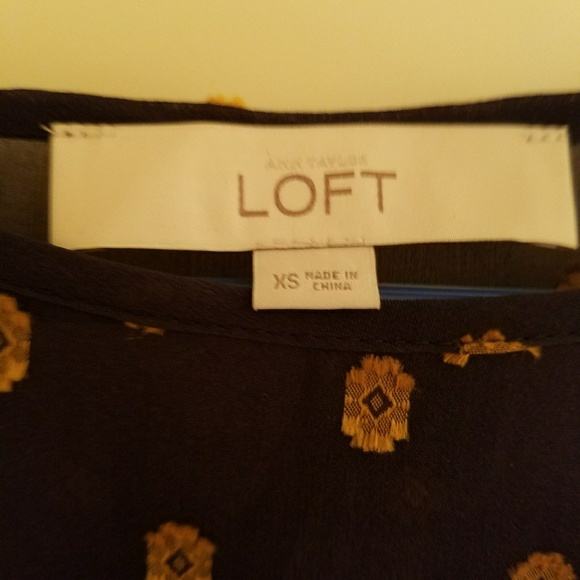 ANN TAYLOR
LOFT
XS MADE IN
CHINA